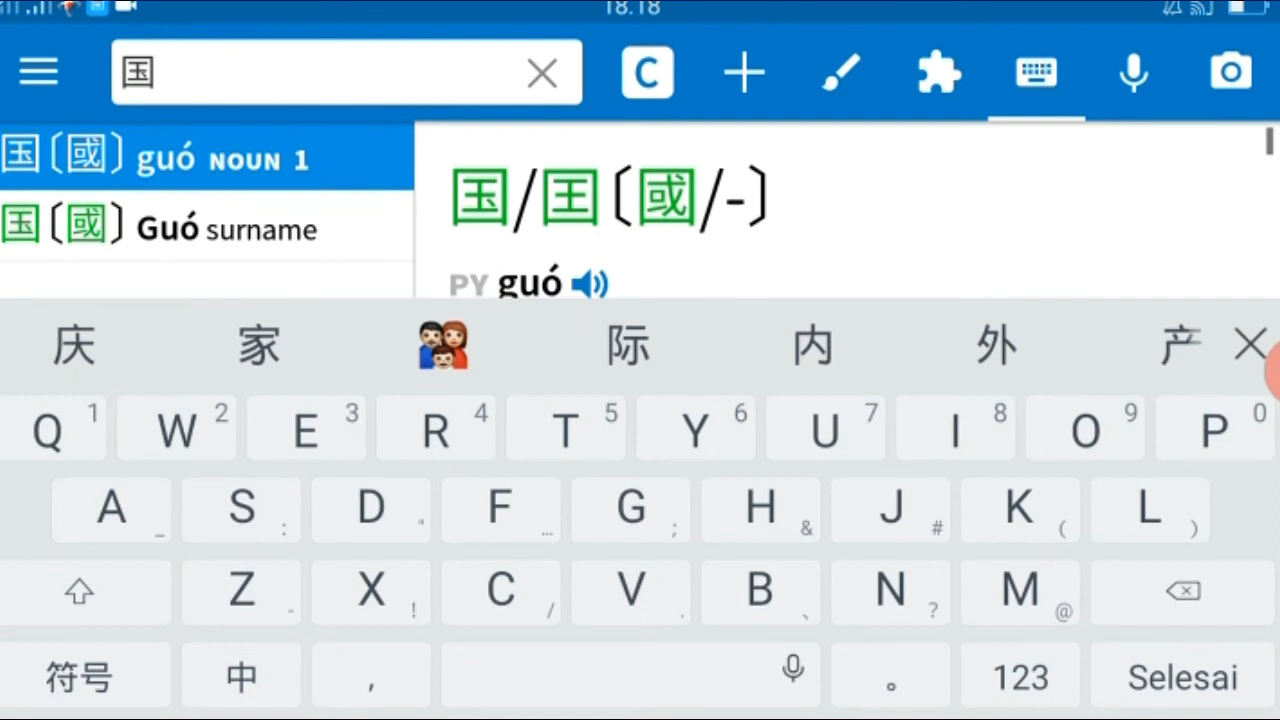 18.18
国
C
国〔國〕 guó NOUN 1
国〔國〕 Guó surname
国/囯〔國/-〕
PY guó
庆 家 际 内 外 产
Q 1 W 2 E 3 R 4 T 5 Y 6 U 7 I 8 O 9 P 0
A _ S : D " F … G ; H & J # K ( L )
Z - X ! C / V . B 、 N ? M @
符号 中 , 。 123 Selesai